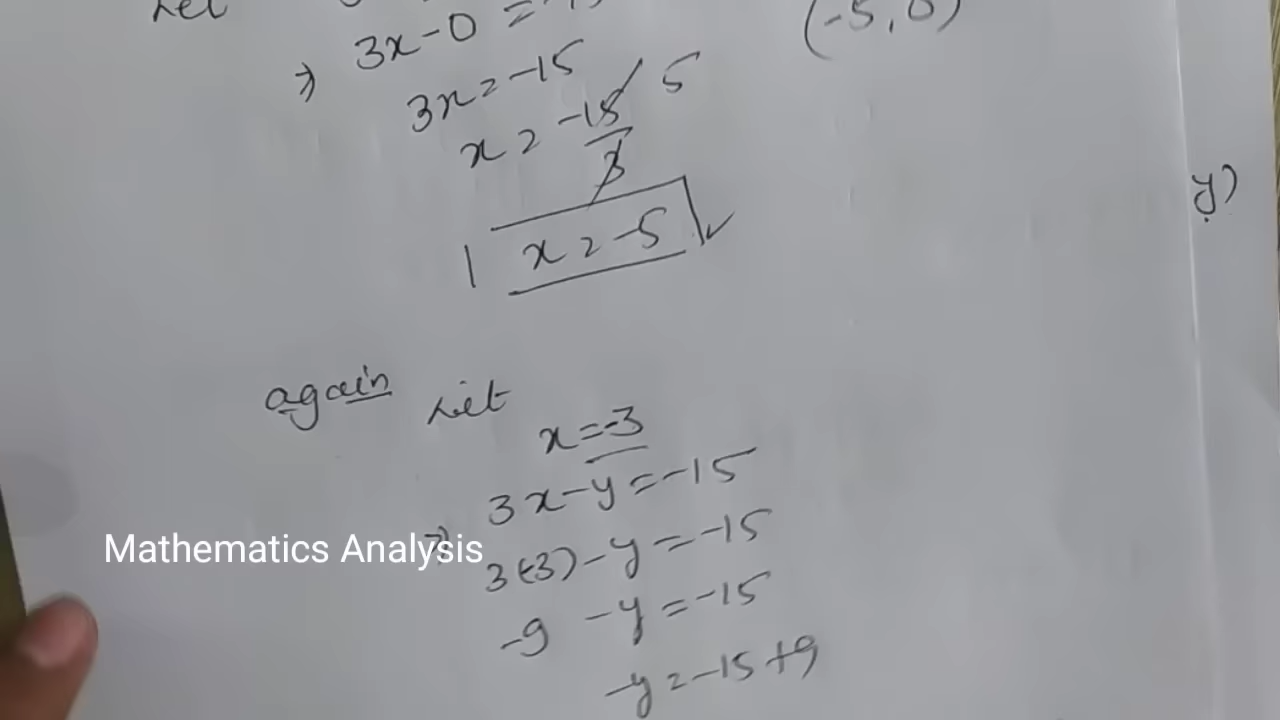 Let
⇒ 3x-0 = -15
(-5, 0)
3x = -15
x = -15/3 5
x = -5
y)
again Let
x = -3
3x - y = -15
⇒ 3(-3) - y = -15
Mathematics Analysis
-9 - y = -15
-y = -15 + 9